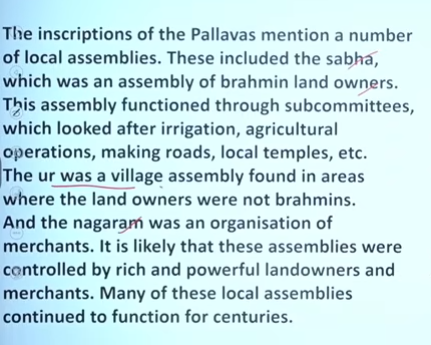 The inscriptions of the Pallavas mention a number
of local assemblies. These included the sabha,
which was an assembly of brahmin land owners.
This assembly functioned through subcommittees,
which looked after irrigation, agricultural
operations, making roads, local temples, etc.
The ur was a village assembly found in areas
where the land owners were not brahmins.
And the nagaram was an organisation of
merchants. It is likely that these assemblies were
controlled by rich and powerful landowners and
merchants. Many of these local assemblies
continued to function for centuries.